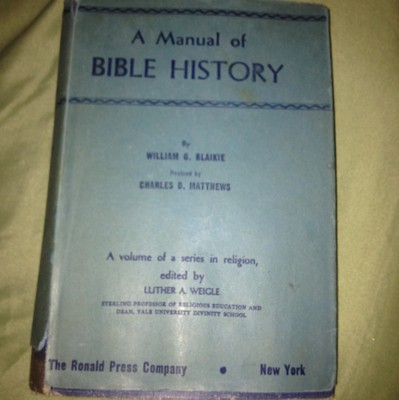 A Manual of
BIBLE HISTORY
By
WILLIAM G. BLAIKIE
Revised by
CHARLES D. MATTHEWS
A volume of a series in religion,
edited by
LUTHER A. WEIGLE
STERLING PROFESSOR OF RELIGIOUS EDUCATION AND
DEAN, YALE UNIVERSITY DIVINITY SCHOOL
The Ronald Press Company • New York